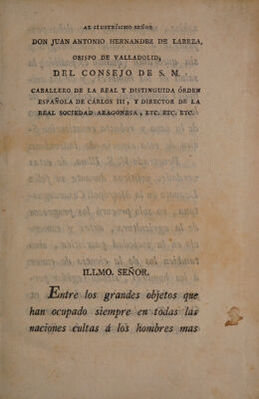 AL ILUSTRÍSIMO SEÑOR
DON JUAN ANTONIO HERNANDEZ DE LARREA,
OBISPO DE VALLADOLID,
DEL CONSEJO DE S. M.
CABALLERO DE LA REAL Y DISTINGUIDA ÓRDEN
ESPAÑOLA DE CÁRLOS III, Y DIRECTOR DE LA
REAL SOCIEDAD ARAGONESA, ETC. ETC. ETC.
ILLMO. SEÑOR.
Entre los grandes objetos que
han ocupado siempre en todas las
naciones cultas á los hombres mas